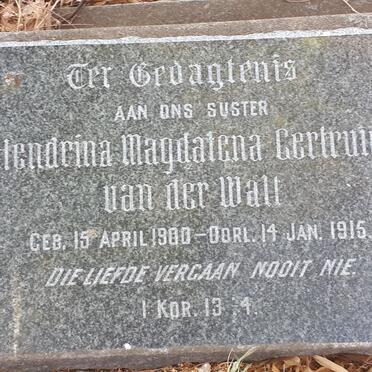 Ter Gedagtenis
AAN ONS SUSTER
Hendrina Magdalena Gertruida
van der Walt
GEB. 15 APRIL 1900 - OORL. 14 JAN. 1915.
DIE LIEFDE VERGAAN NOOIT NIE.
1 KOR. 13:4.